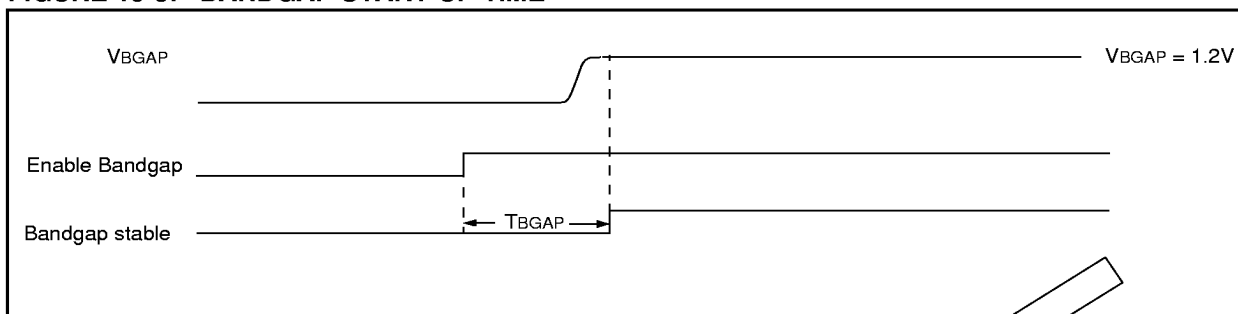 VBGAP
VBGAP = 1.2V
Enable Bandgap
TBGAP
Bandgap stable